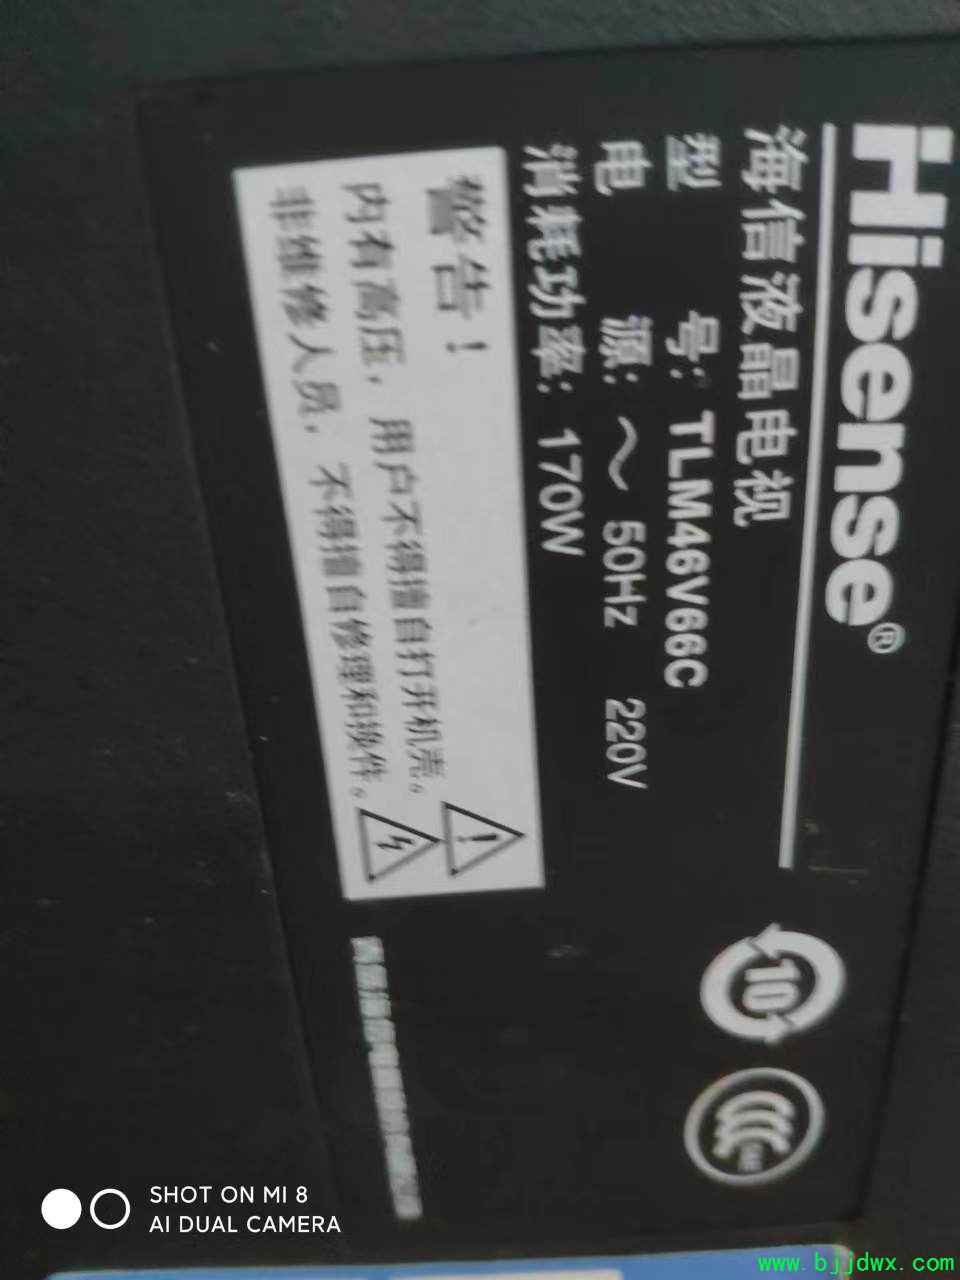 Hisense®
海信液晶电视
型 号: TLM46V66C
电 源: ～ 50Hz 220V
消耗功率: 170W
警告!
内有高压，用户不得擅自打开机壳。
非维修人员，不得擅自修理和换件。
10
CCC
SHOT ON MI 8
AI DUAL CAMERA
www.bjjdwx.com